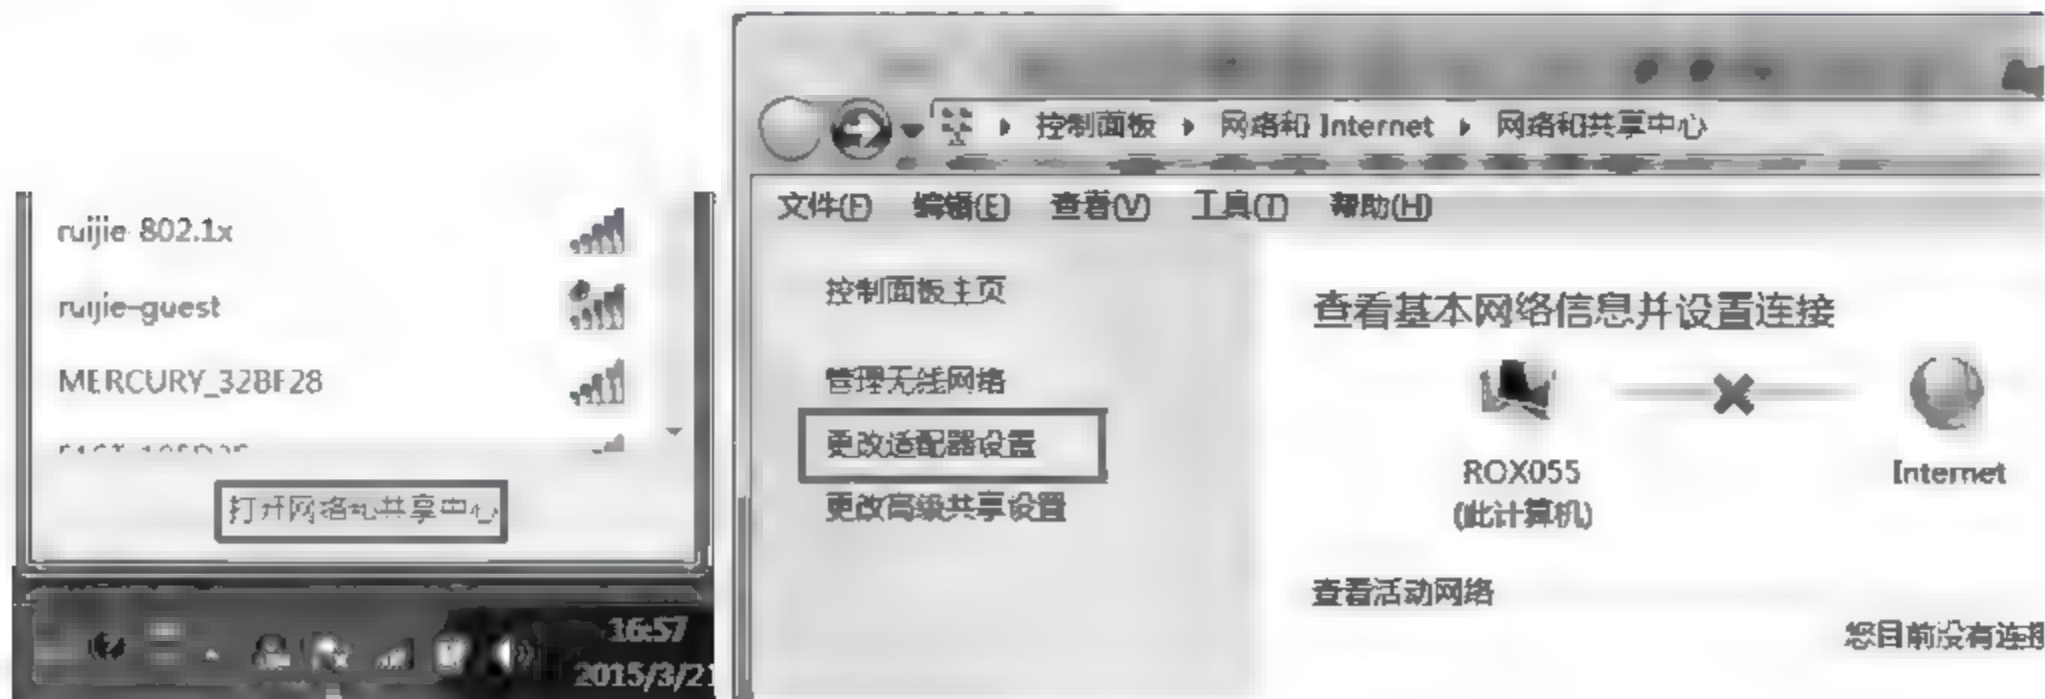 ruijie-802.1x
ruijie-guest
MERCURY_32BF28
打开网络和共享中心
16:57
2015/3/21
控制面板 网络和 Internet 网络和共享中心
文件(F) 编辑(E) 查看(V) 工具(T) 帮助(H)
控制面板主页
管理无线网络
更改适配器设置
更改高级共享设置
查看基本网络信息并设置连接
ROX055
(此计算机)
Internet
查看活动网络
您目前没有连接